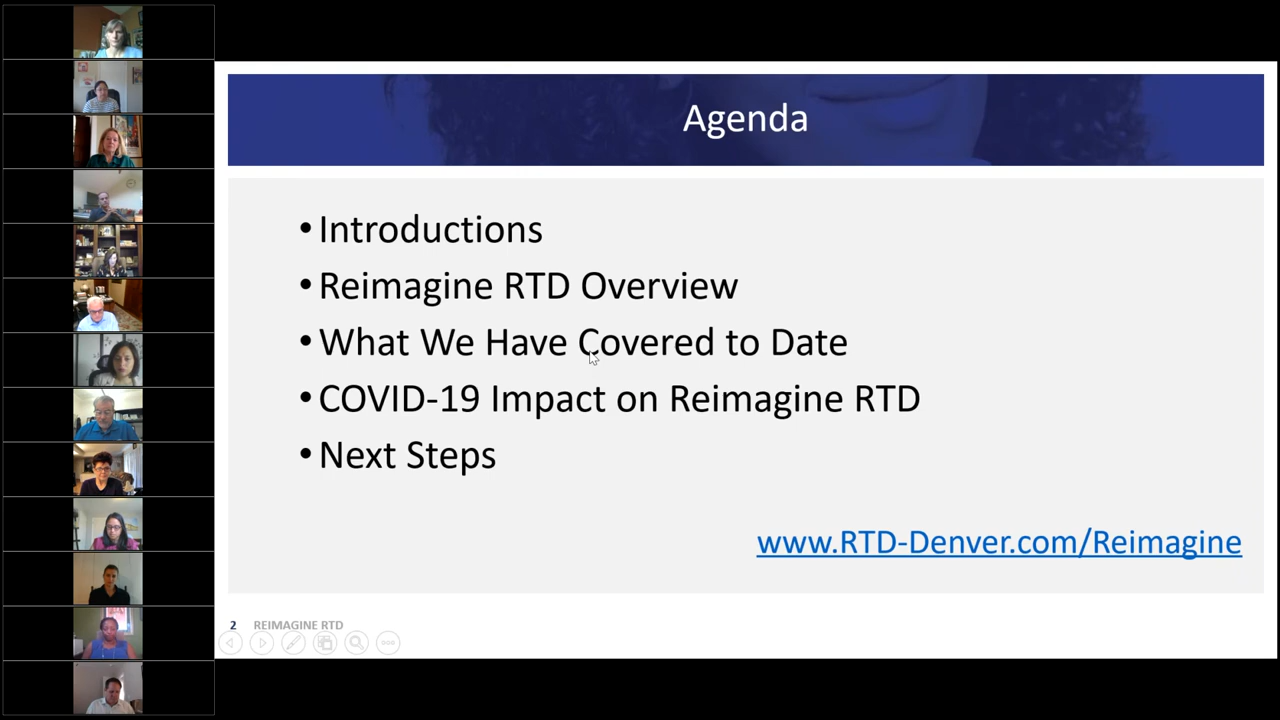 Agenda
• Introductions
• Reimagine RTD Overview
• What We Have Covered to Date
• COVID-19 Impact on Reimagine RTD
• Next Steps
www.RTD-Denver.com/Reimagine
2 REIMAGINE RTD